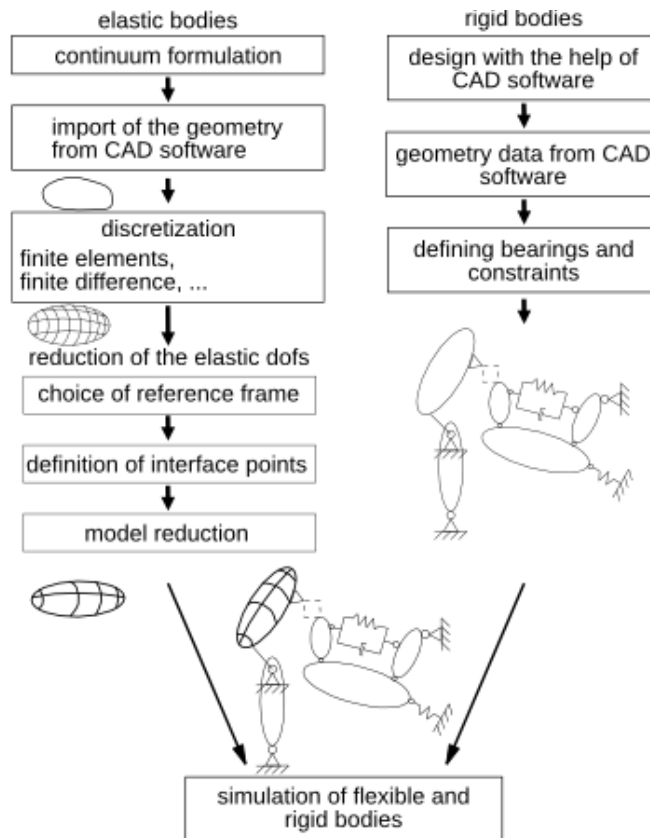 elastic bodies
continuum formulation
import of the geometry
from CAD software
discretization
finite elements,
finite difference, ...
reduction of the elastic dofs
choice of reference frame
definition of interface points
model reduction
rigid bodies
design with the help of
CAD software
geometry data from CAD
software
defining bearings and
constraints
simulation of flexible and
rigid bodies